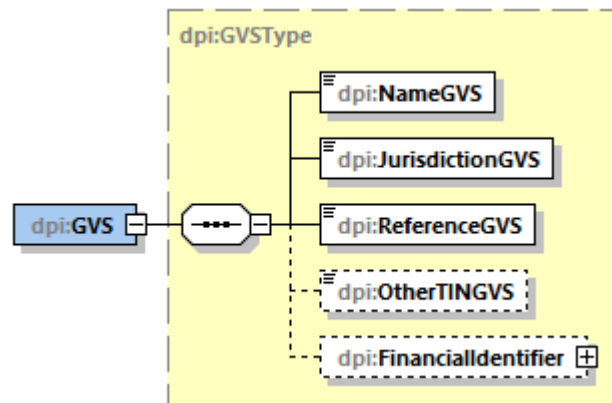 dpi:GVSType
dpi:NameGVS
dpi:JurisdictionGVS
dpi:GVS
dpi:ReferenceGVS
dpi:OtherTINGVS
dpi:FinancialIdentifier